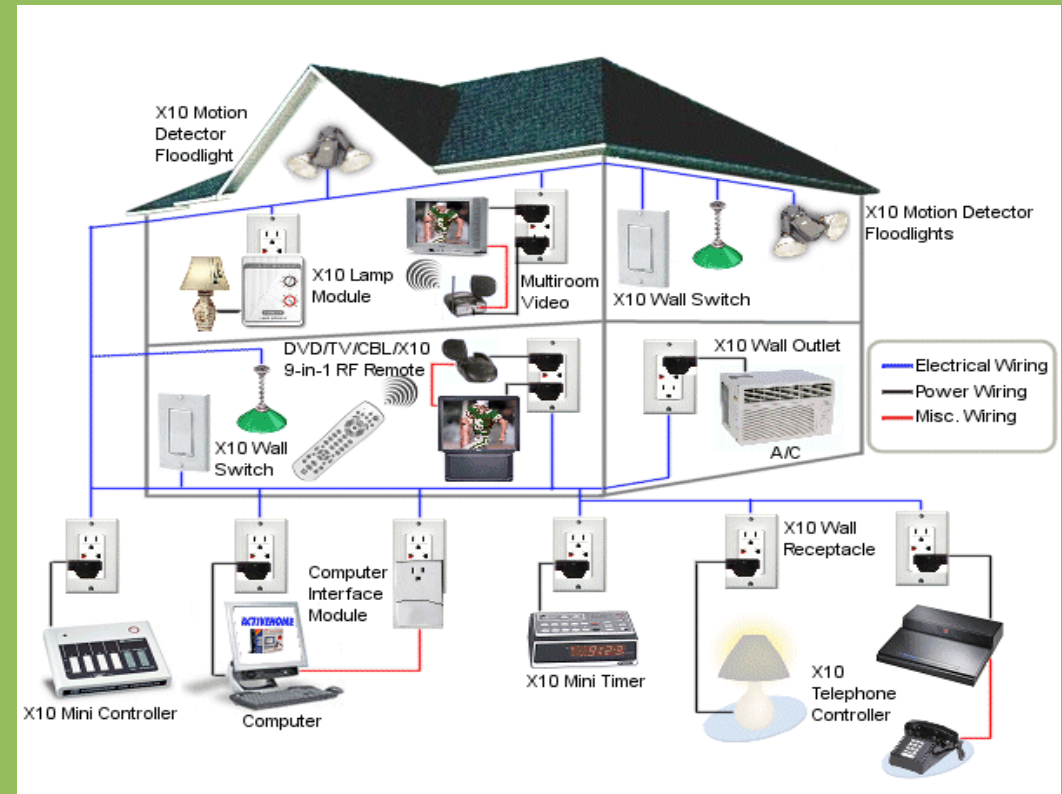 X10 Motion
Detector
Floodlight
X10 Motion Detector
Floodlights
X10 Lamp
Module
Multiroom
Video
X10 Wall Switch
DVD/TV/CBL/X10
9-in-1 RF Remote
X10 Wall Outlet
Electrical Wiring
Power Wiring
Misc. Wiring
X10 Wall
Switch
A/C
X10 Wall
Receptacle
Computer
Interface
Module
ACTIVEHOME
X10 Mini Controller
Computer
X10 Mini Timer
X10
Telephone
Controller